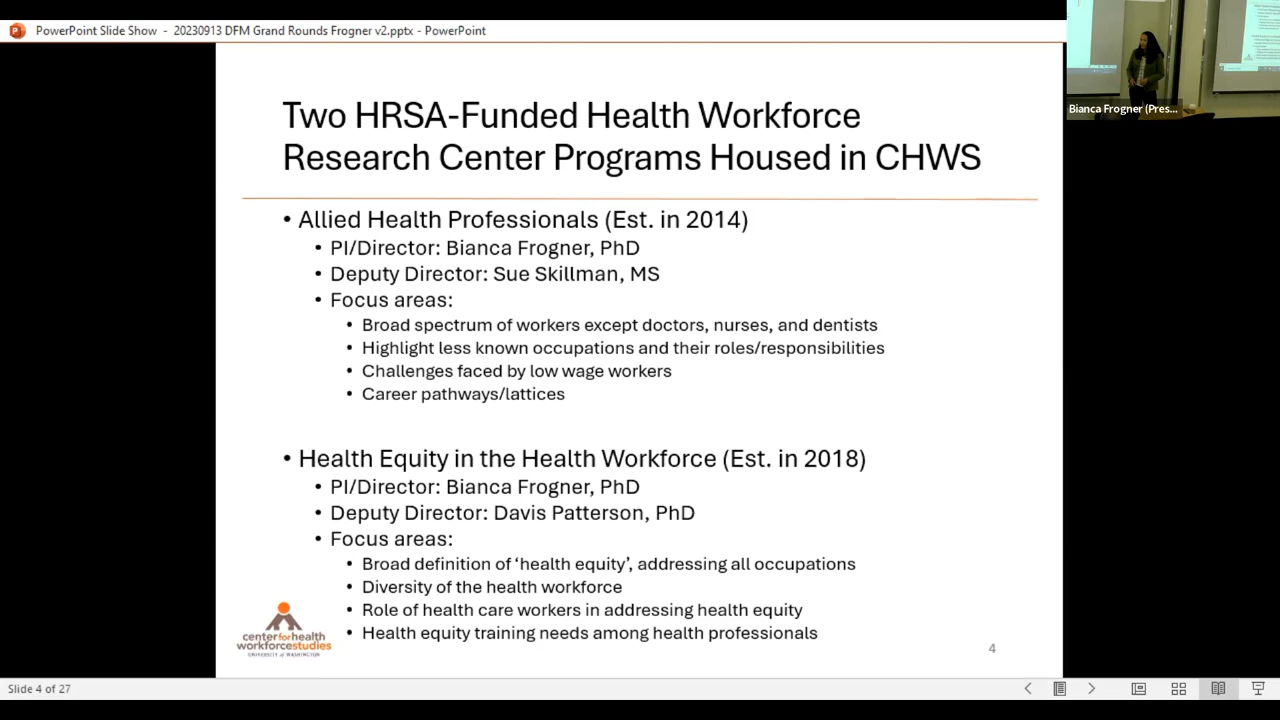 PowerPoint Slide Show - 20230913 DFM Grand Rounds Frogner v2.pptx - PowerPoint
Bianca Frogner (Pres...
Two HRSA-Funded Health Workforce
Research Center Programs Housed in CHWS
• Allied Health Professionals (Est. in 2014)
• PI/Director: Bianca Frogner, PhD
• Deputy Director: Sue Skillman, MS
• Focus areas:
• Broad spectrum of workers except doctors, nurses, and dentists
• Highlight less known occupations and their roles/responsibilities
• Challenges faced by low wage workers
• Career pathways/lattices
• Health Equity in the Health Workforce (Est. in 2018)
• PI/Director: Bianca Frogner, PhD
• Deputy Director: Davis Patterson, PhD
• Focus areas:
• Broad definition of ‘health equity’, addressing all occupations
• Diversity of the health workforce
• Role of health care workers in addressing health equity
• Health equity training needs among health professionals
centerforhealth
workforcestudies
UNIVERSITY of WASHINGTON
4
Slide 4 of 27